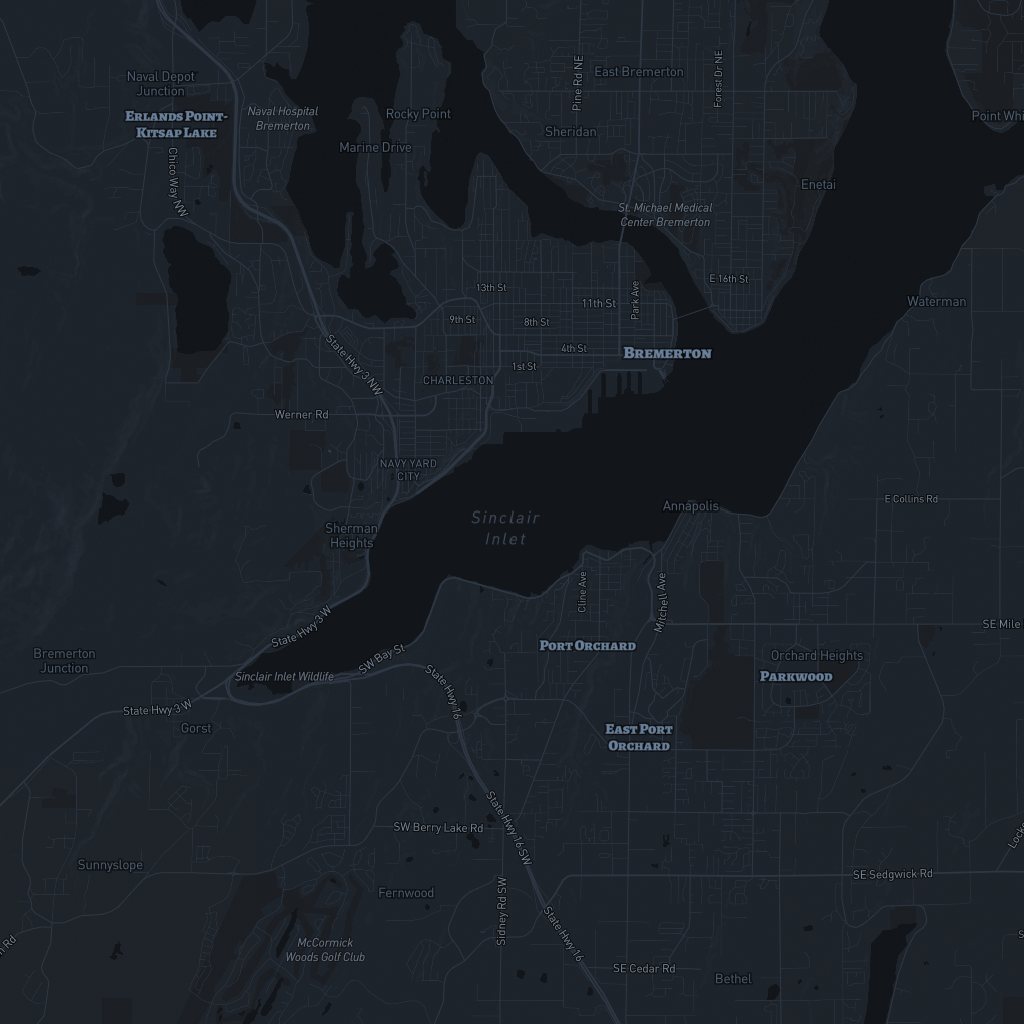 East Bremerton
Pine Rd NE
Forest Dr NE
Naval Depot
Junction
Erlands Point-
Kitsap Lake
Naval Hospital
Bremerton
Rocky Point
Point Whi
Sheridan
Marine Drive
Chico Way NW
Enetai
St. Michael Medical
Center Bremerton
E 16th St
13th St
Park Ave
11th St
Waterman
9th St
8th St
4th St
Bremerton
State Hwy 3 NW
1st St
CHARLESTON
Werner Rd
NAVY YARD
CITY
E Collins Rd
Annapolis
Sinclair
Inlet
Sherman
Heights
Cline Ave
Mitchell Ave
State Hwy 3 W
SE Mile
Port Orchard
Bremerton
Junction
SW Bay St
Orchard Heights
Parkwood
Sinclair Inlet Wildlife
State Hwy 16
State Hwy 3 W
Gorst
East Port
Orchard
State Hwy 16 SW
SW Berry Lake Rd
Locke
Sunnyslope
SE Sedgwick Rd
Fernwood
Sidney Rd SW
State Hwy 16
McCormick
Woods Golf Club
n Rd
S
SE Cedar Rd
Bethel